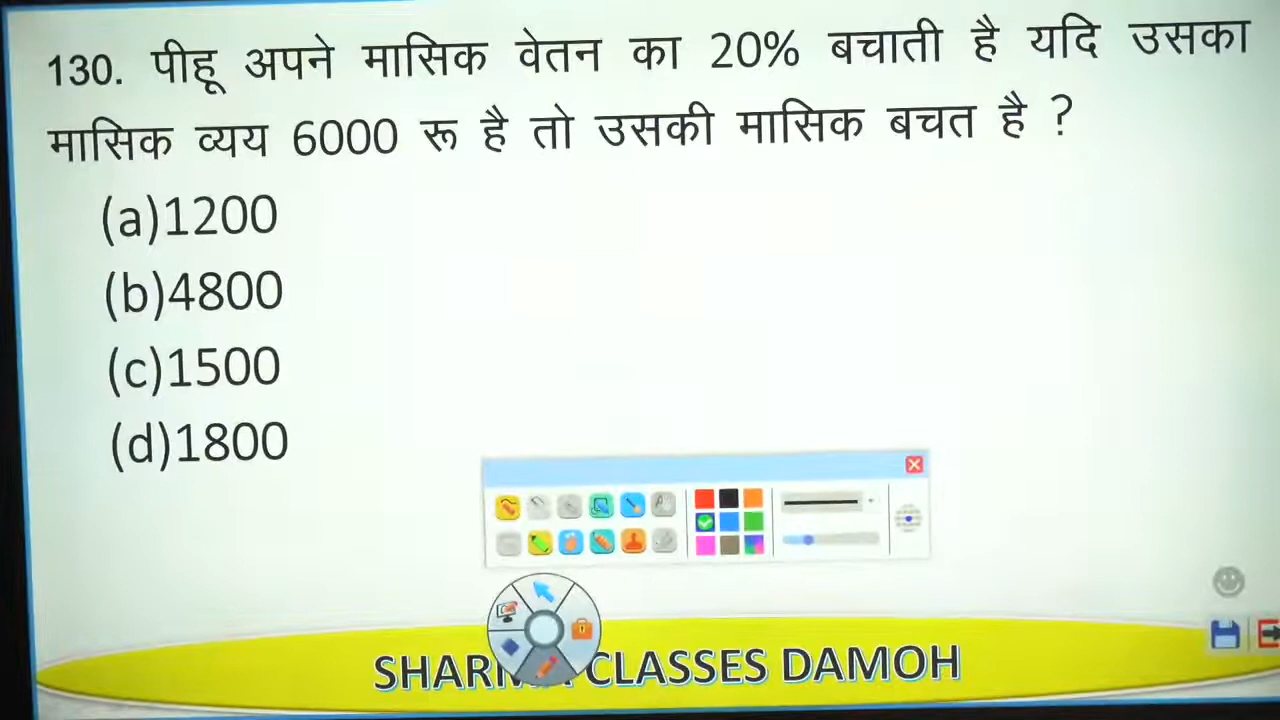 130. पीहू अपने मासिक वेतन का 20% बचाती है यदि उसका
मासिक व्यय 6000 रू है तो उसकी मासिक बचत है ?
(a)1200
(b)4800
(c)1500
(d)1800
CLASSES DAMOH